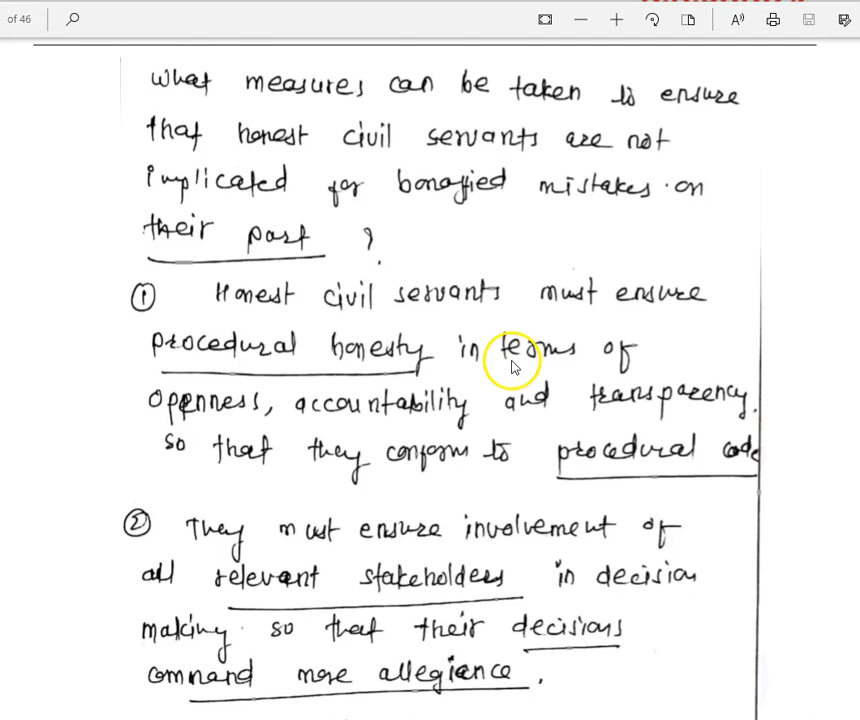 of 46
What measures can be taken to ensure
that honest civil servants are not
implicated for bonafied mistakes on
their part ?
① Honest civil servants must ensure
procedural honesty in terms of
oppnness, accountability and transparency.
so that they conform to procedural code
② They must ensure involvement of
all relevant stakeholders in decision
making so that their decisions
command more allegiance.